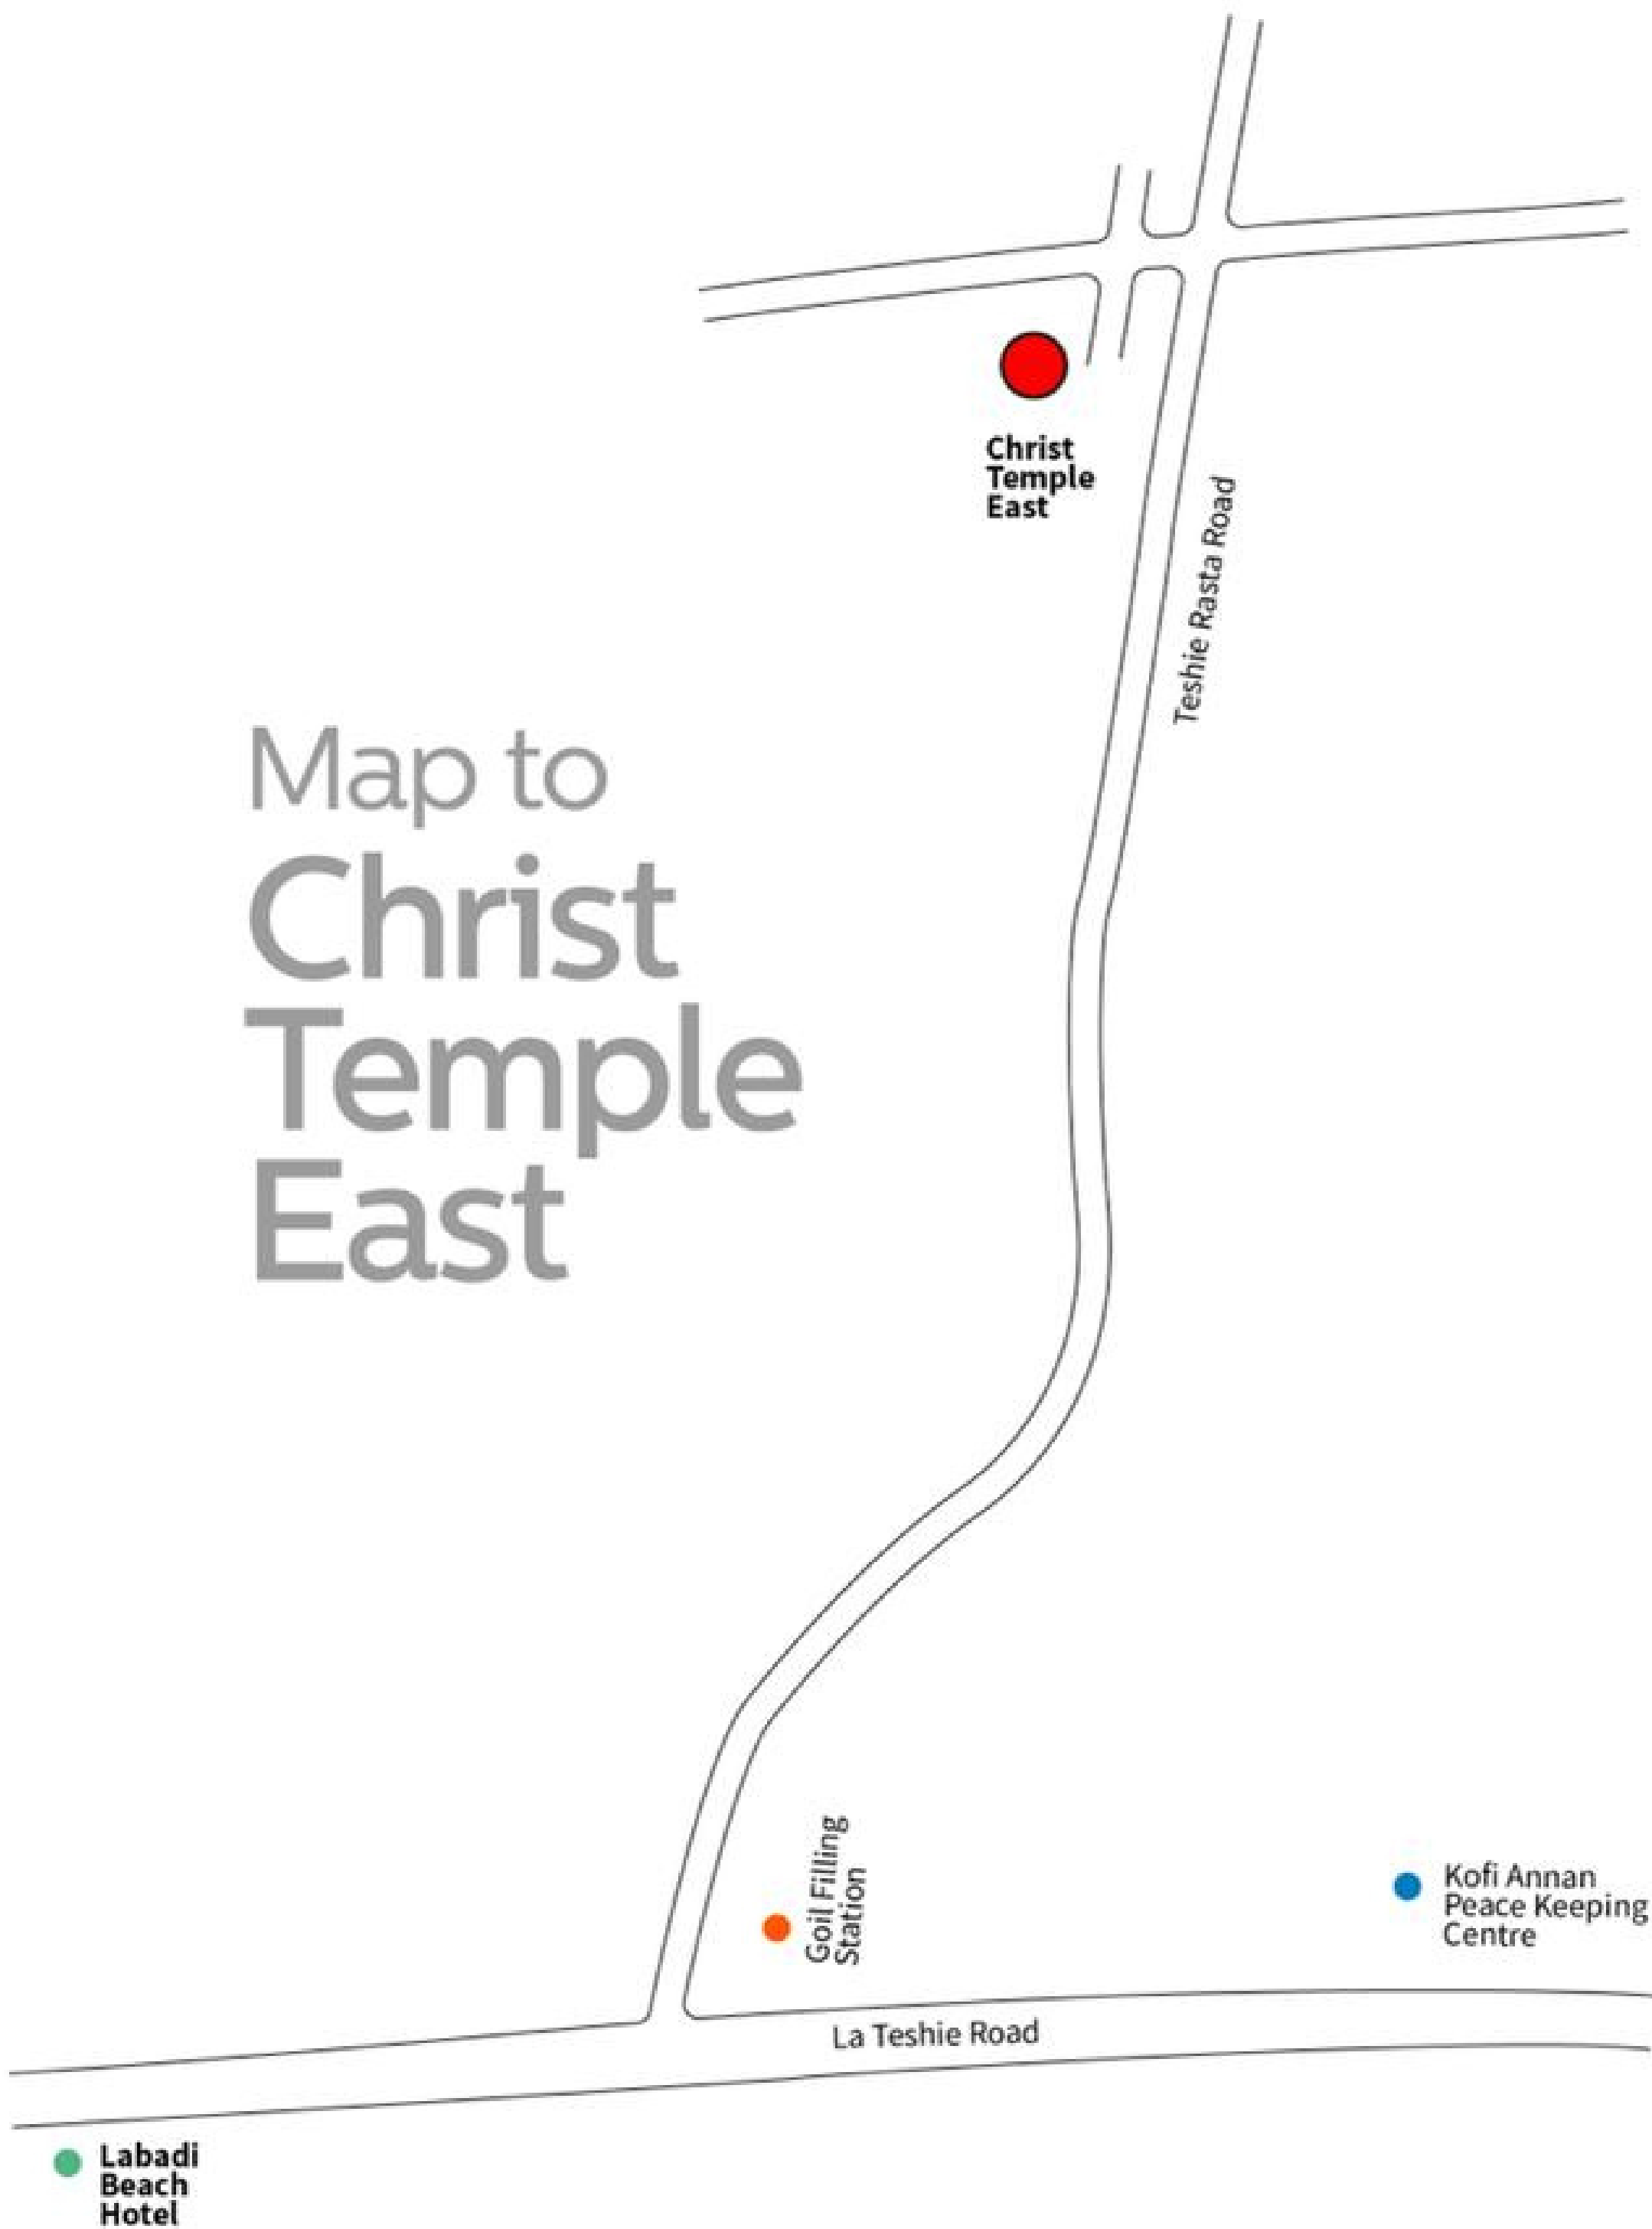 Christ
Temple
East
Teshie Rasta Road
Map to
Christ
Temple
East
Goil Filling
Station
Kofi Annan
Peace Keeping
Centre
La Teshie Road
Labadi
Beach
Hotel